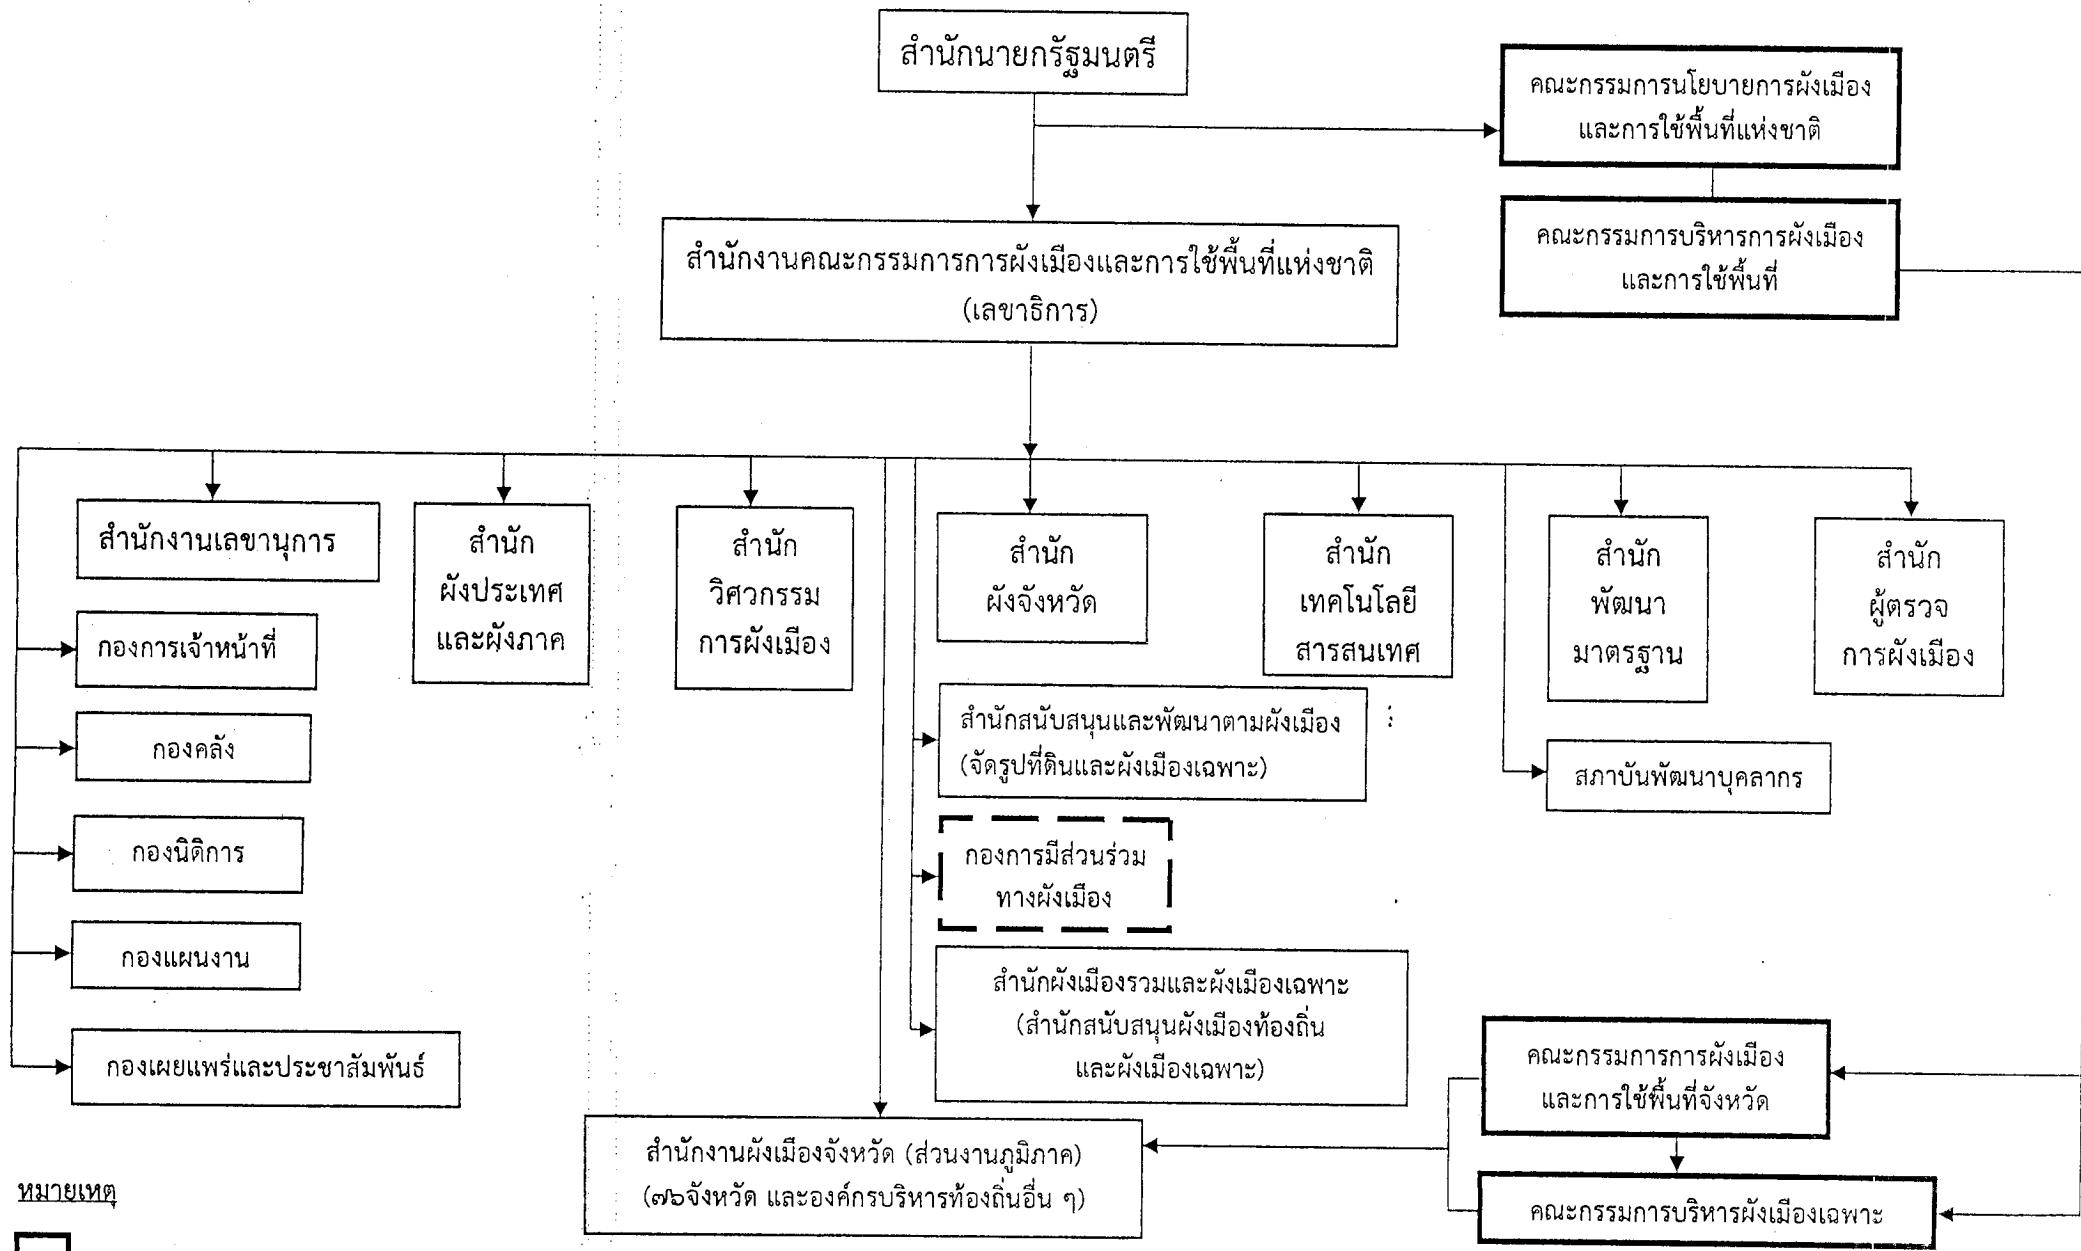 สำนักนายกรัฐมนตรี
คณะกรรมการนโยบายการผังเมือง
และการใช้พื้นที่แห่งชาติ
คณะกรรมการบริหารการผังเมือง
และการใช้พื้นที่
สำนักงานคณะกรรมการการผังเมืองและการใช้พื้นที่แห่งชาติ
(เลขาธิการ)
สำนักงานเลขานุการ
สำนัก
ผังประเทศ
และผังภาค
สำนัก
วิศวกรรม
การผังเมือง
สำนัก
ผังจังหวัด
สำนัก
เทคโนโลยี
สารสนเทศ
สำนัก
พัฒนา
มาตรฐาน
สำนัก
ผู้ตรวจ
การผังเมือง
กองการเจ้าหน้าที่
กองคลัง
กองนิติการ
กองแผนงาน
กองเผยแพร่และประชาสัมพันธ์
สำนักสนับสนุนและพัฒนาตามผังเมือง
(จัดรูปที่ดินและผังเมืองเฉพาะ)
กองการมีส่วนร่วม
ทางผังเมือง
สำนักผังเมืองรวมและผังเมืองเฉพาะ
(สำนักสนับสนุนผังเมืองท้องถิ่น
และผังเมืองเฉพาะ)
สภาบันพัฒนาบุคลากร
คณะกรรมการการผังเมือง
และการใช้พื้นที่จังหวัด
คณะกรรมการบริหารผังเมืองเฉพาะ
สำนักงานผังเมืองจังหวัด (ส่วนงานภูมิภาค)
(๗๖จังหวัด และองค์กรบริหารท้องถิ่นอื่น ๆ)
หมายเหตุ